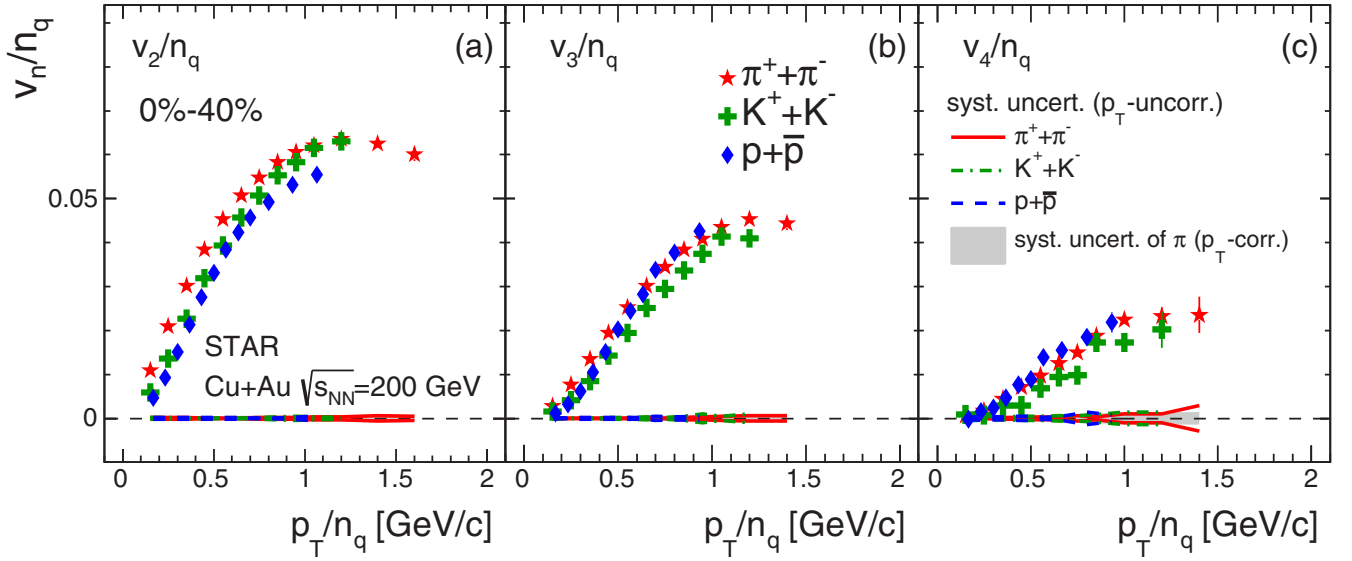 v_n/n_q
v_2/n_q (a)
0%-40%
STAR
Cu+Au √s_NN=200 GeV
0.05
0
0 0.5 1 1.5 2
p_T/n_q [GeV/c]
v_3/n_q (b)
π⁺+π⁻
K⁺+K⁻
p+p̅
0 0.5 1 1.5 2
p_T/n_q [GeV/c]
v_4/n_q (c)
syst. uncert. (p_T-uncorr.)
π⁺+π⁻
K⁺+K⁻
p+p̅
syst. uncert. of π (p_T-corr.)
0 0.5 1 1.5 2
p_T/n_q [GeV/c]